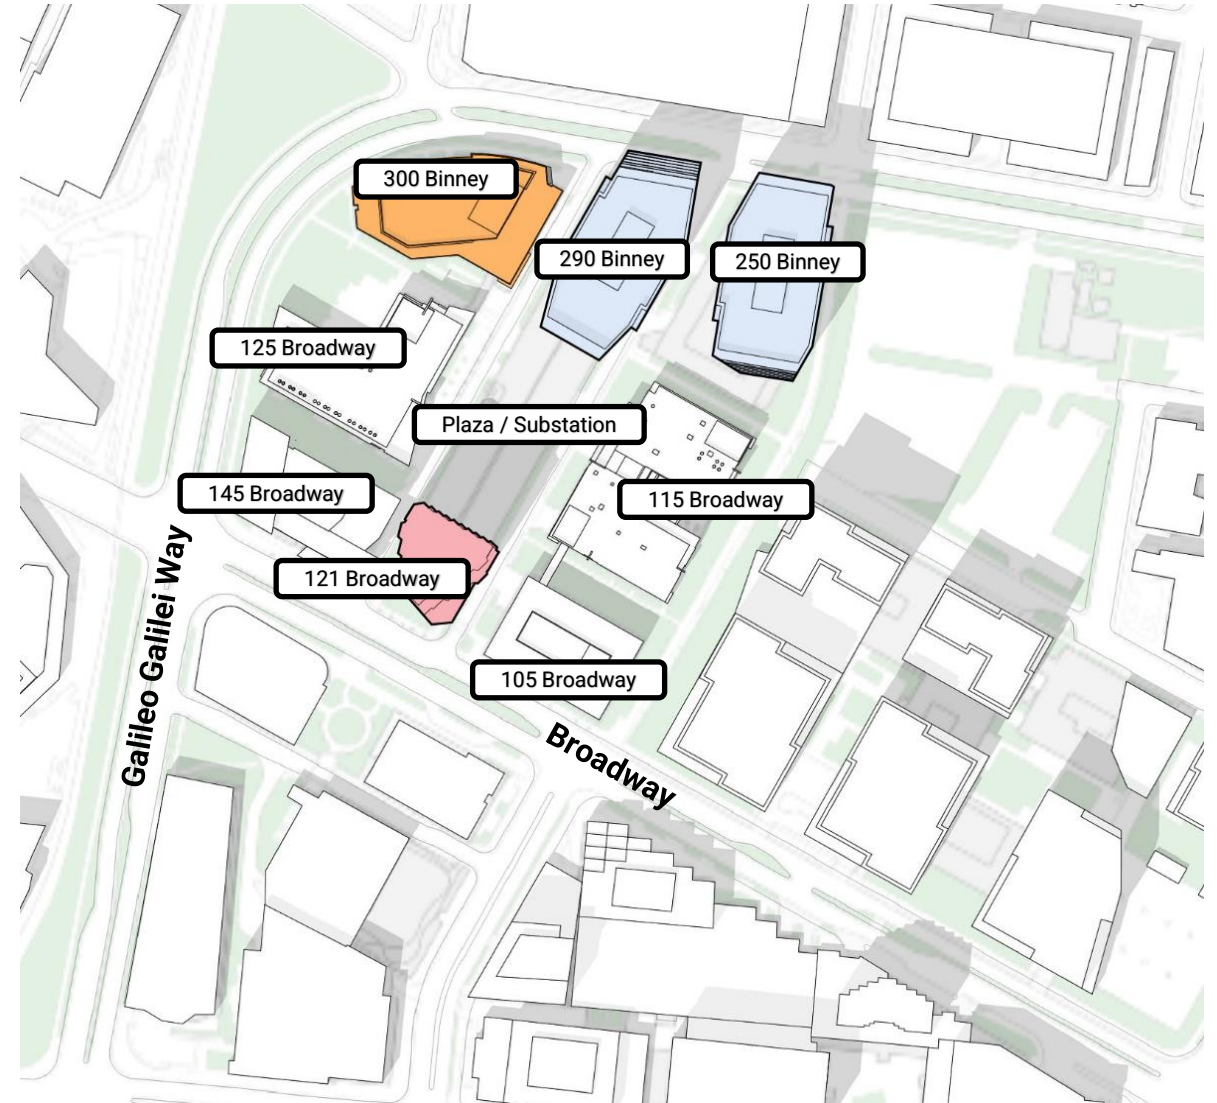 300 Binney
290 Binney
250 Binney
125 Broadway
Plaza / Substation
145 Broadway
115 Broadway
121 Broadway
105 Broadway
Galileo Galilei Way
Broadway